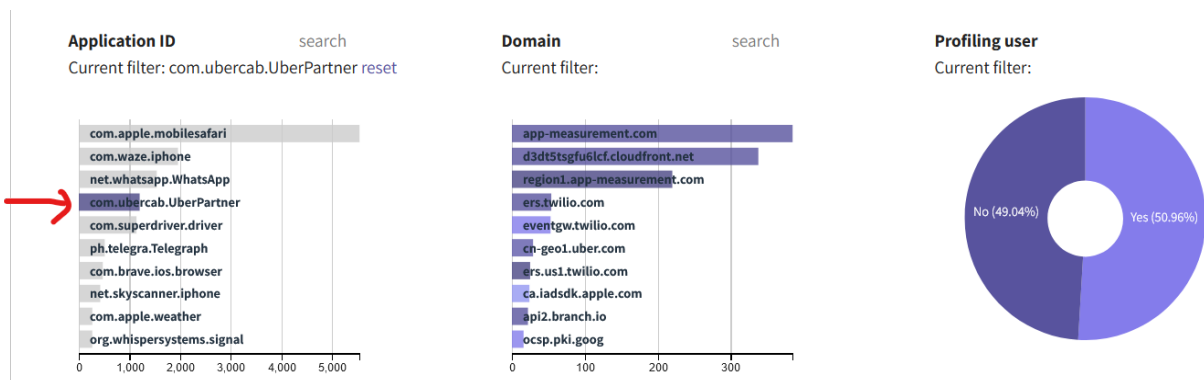 Application ID
search
Current filter: com.ubercab.UberPartner reset
com.apple.mobilesafari
com.waze.iphone
net.whatsapp.WhatsApp
com.ubercab.UberPartner
com.superdriver.driver
ph.telegra.Telegraph
com.brave.ios.browser
net.skyscanner.iphone
com.apple.weather
org.whispersystems.signal
0 1,000 2,000 3,000 4,000 5,000
Domain
search
Current filter:
app-measurement.com
d3dt5tsgfu6lcf.cloudfront.net
region1.app-measurement.com
ers.twilio.com
eventgw.twilio.com
cn-geo1.uber.com
ers.us1.twilio.com
ca.iadsdk.apple.com
api2.branch.io
ocsp.pki.goog
0 100 200 300
Profiling user
Current filter:
No (49.04%)
Yes (50.96%)